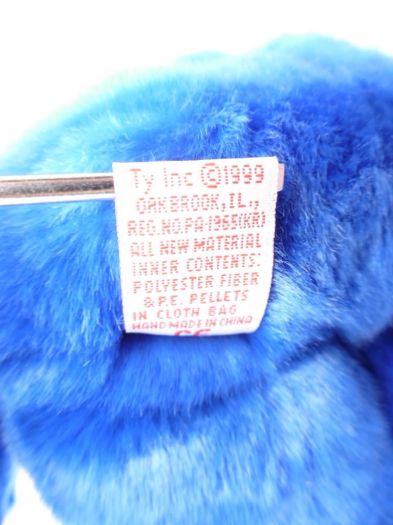 Ty Inc ©1999
OAKBROOK, IL.,
REG.NO.PA·1965(KR)
ALL NEW MATERIAL
INNER CONTENTS:
POLYESTER FIBER
& P.E. PELLETS
IN CLOTH BAG
HAND MADE IN CHINA